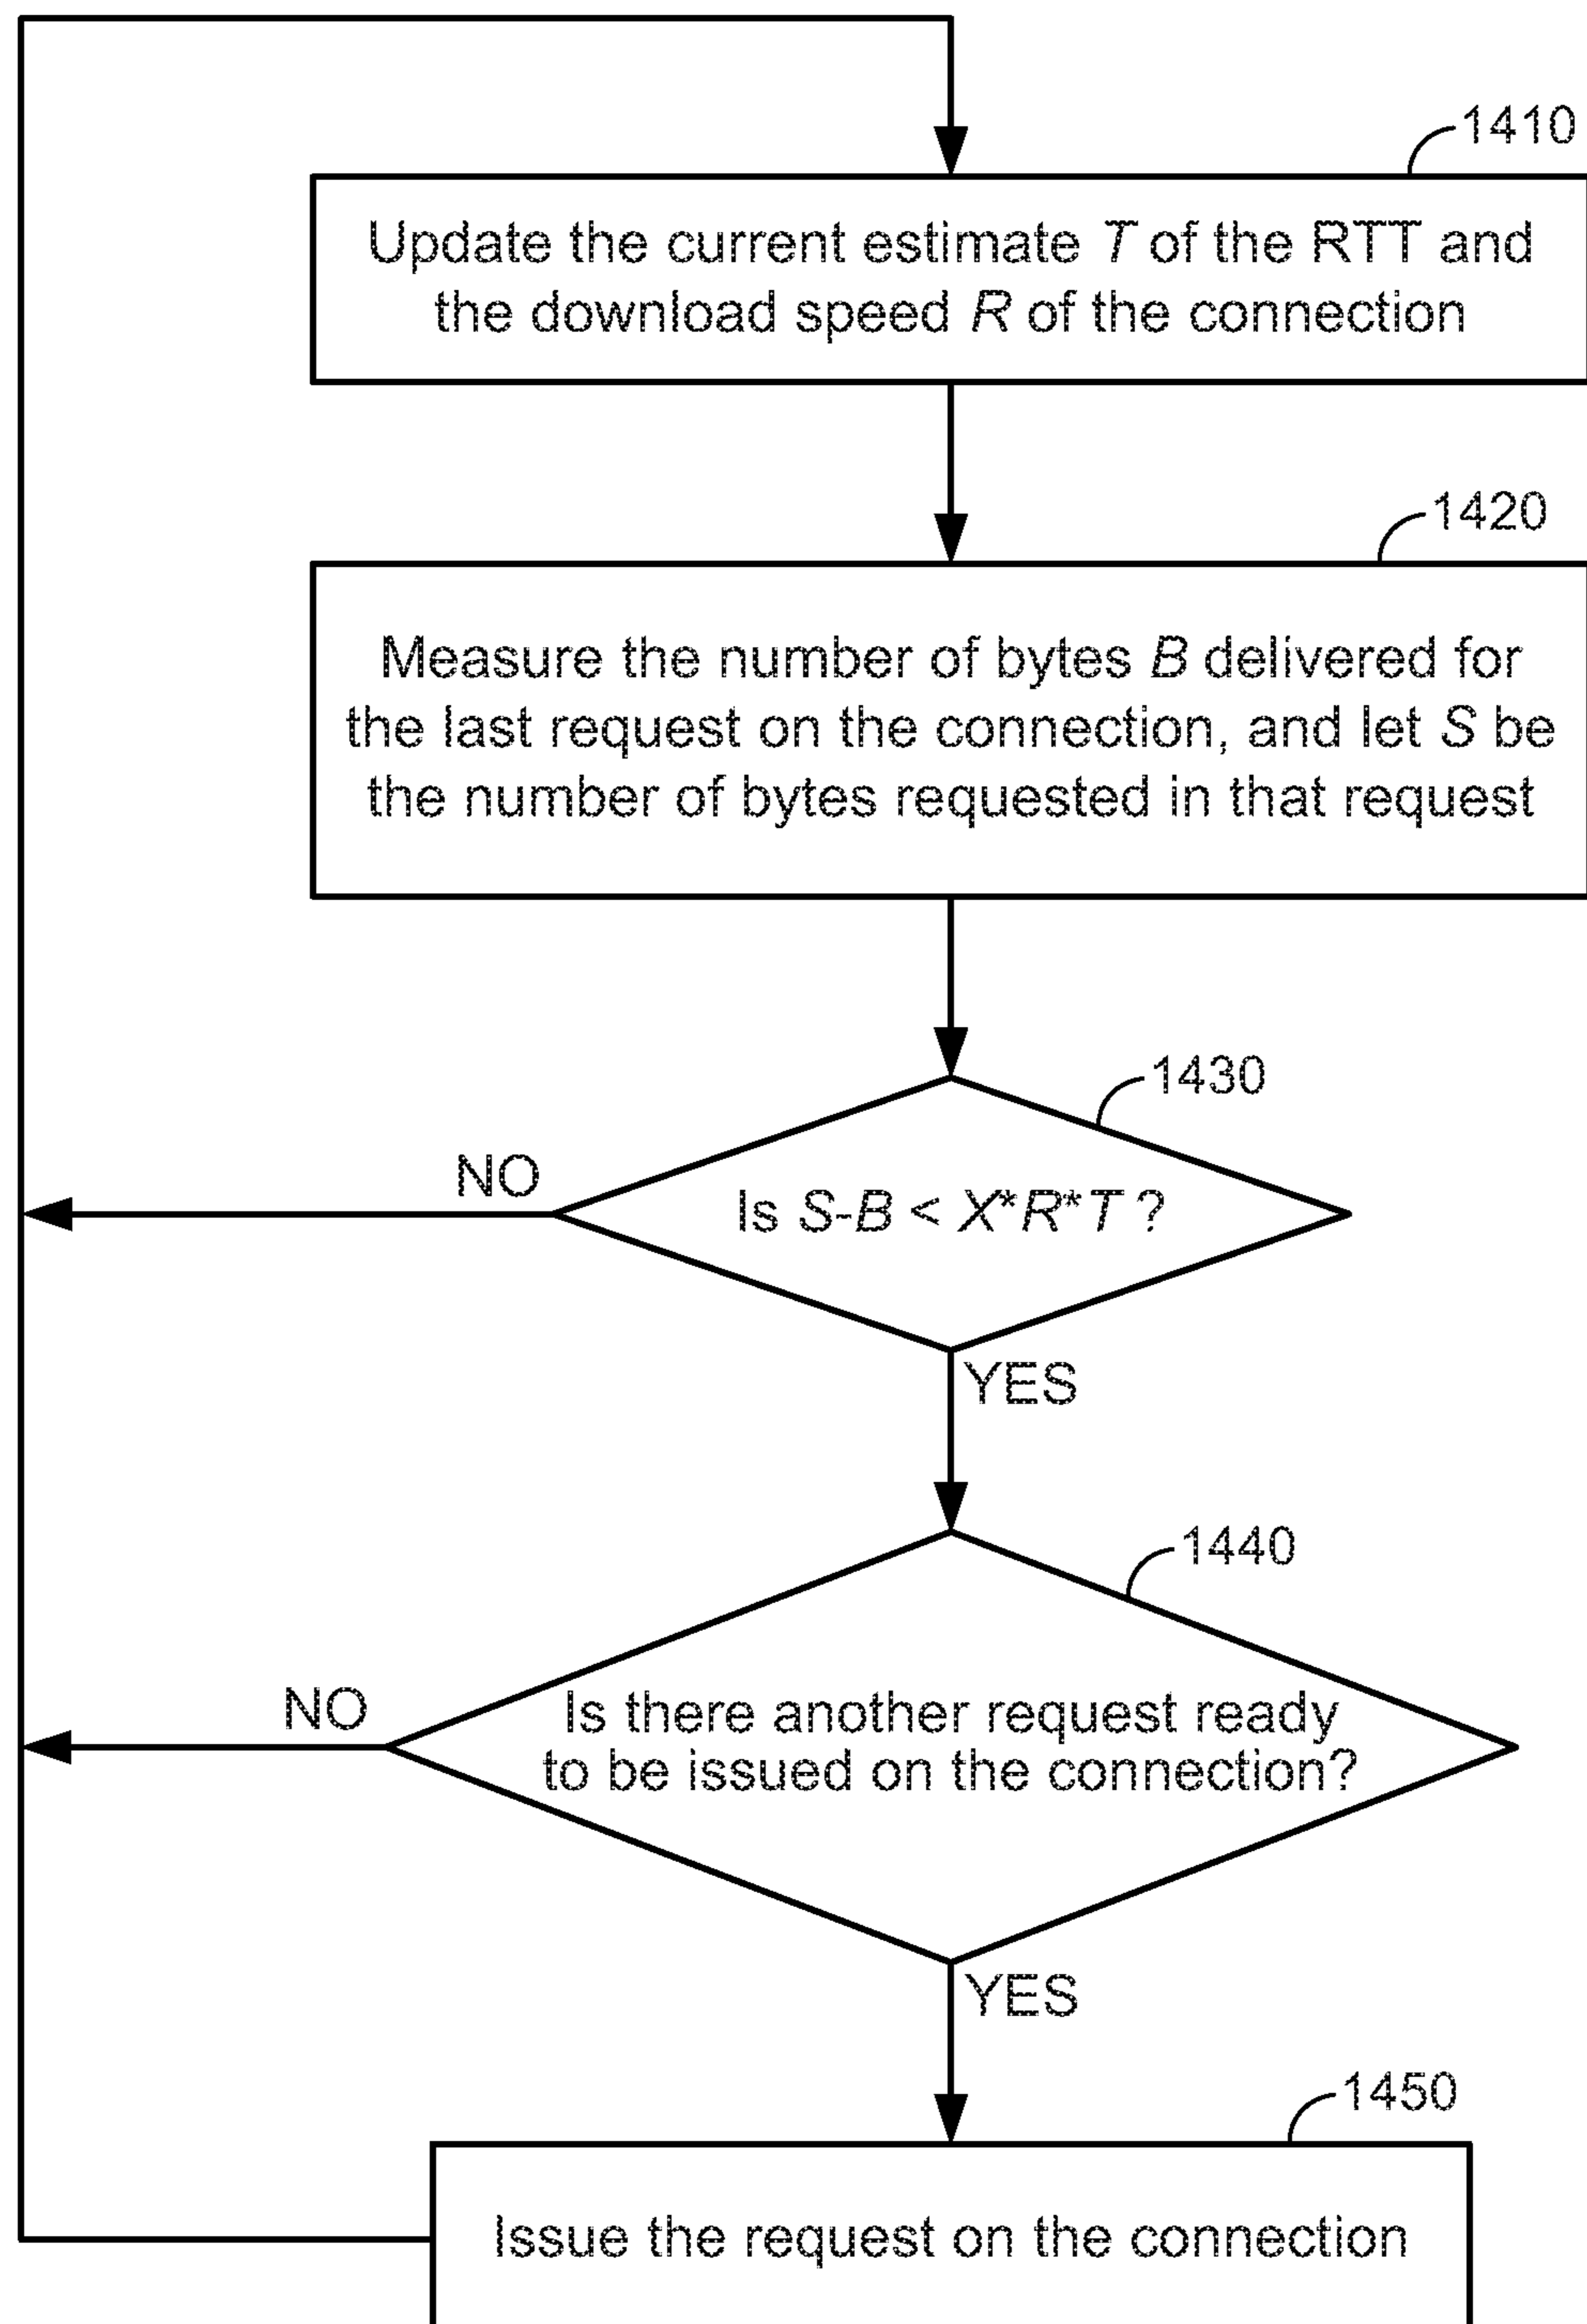 1410
Update the current estimate T of the RTT and
the download speed R of the connection
1420
Measure the number of bytes B delivered for
the last request on the connection, and let S be
the number of bytes requested in that request
1430
NO
Is S-B < X*R*T ?
YES
1440
NO
Is there another request ready
to be issued on the connection?
YES
1450
Issue the request on the connection